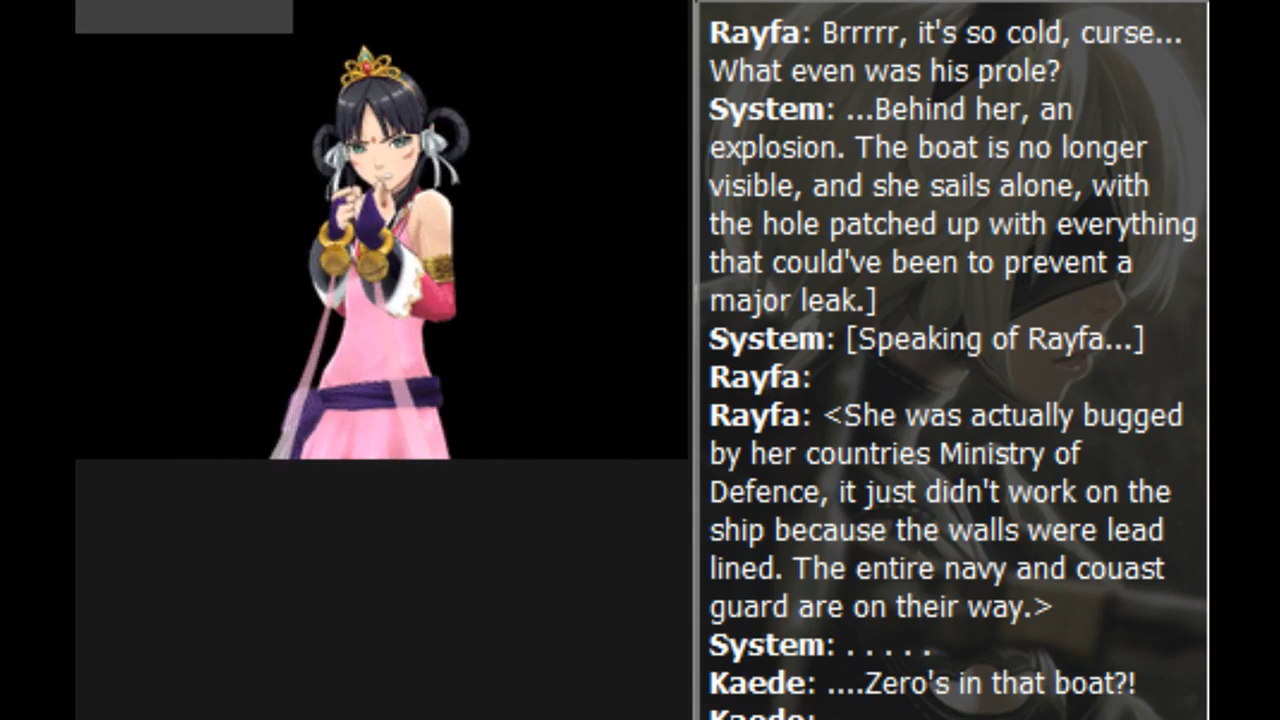 Rayfa: Brrrrr, it's so cold, curse...
What even was his prole?
System: ...Behind her, an
explosion. The boat is no longer
visible, and she sails alone, with
the hole patched up with everything
that could've been to prevent a
major leak.]
System: [Speaking of Rayfa...]
Rayfa:
Rayfa: <She was actually bugged
by her countries Ministry of
Defence, it just didn't work on the
ship because the walls were lead
lined. The entire navy and couast
guard are on their way.>
System: . . . . .
Kaede: ....Zero's in that boat?!
Kaede: